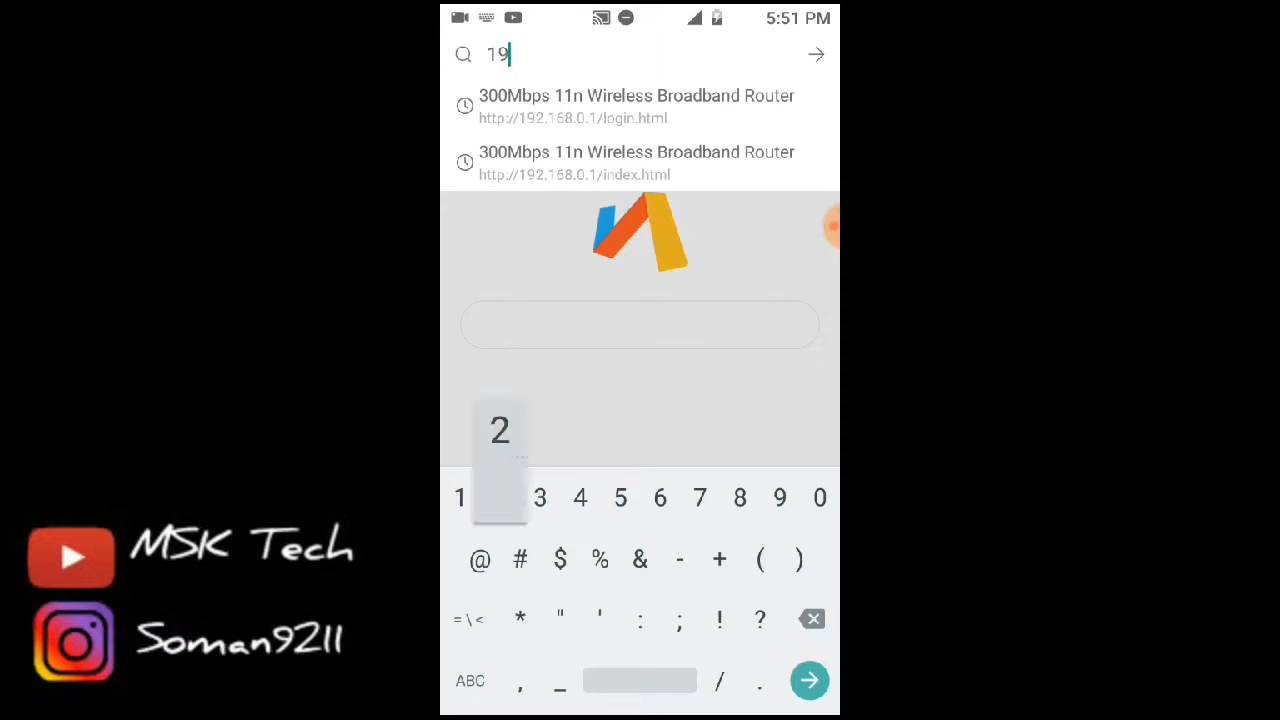 5:51 PM
19
300Mbps 11n Wireless Broadband Router
http://192.168.0.1/login.html
300Mbps 11n Wireless Broadband Router
http://192.168.0.1/index.html
2
1 3 4 5 6 7 8 9 0
@ # $ % & - + ( )
= \ < * " ' : ; ! ?
ABC , _ / .
MSK Tech
Soman9211